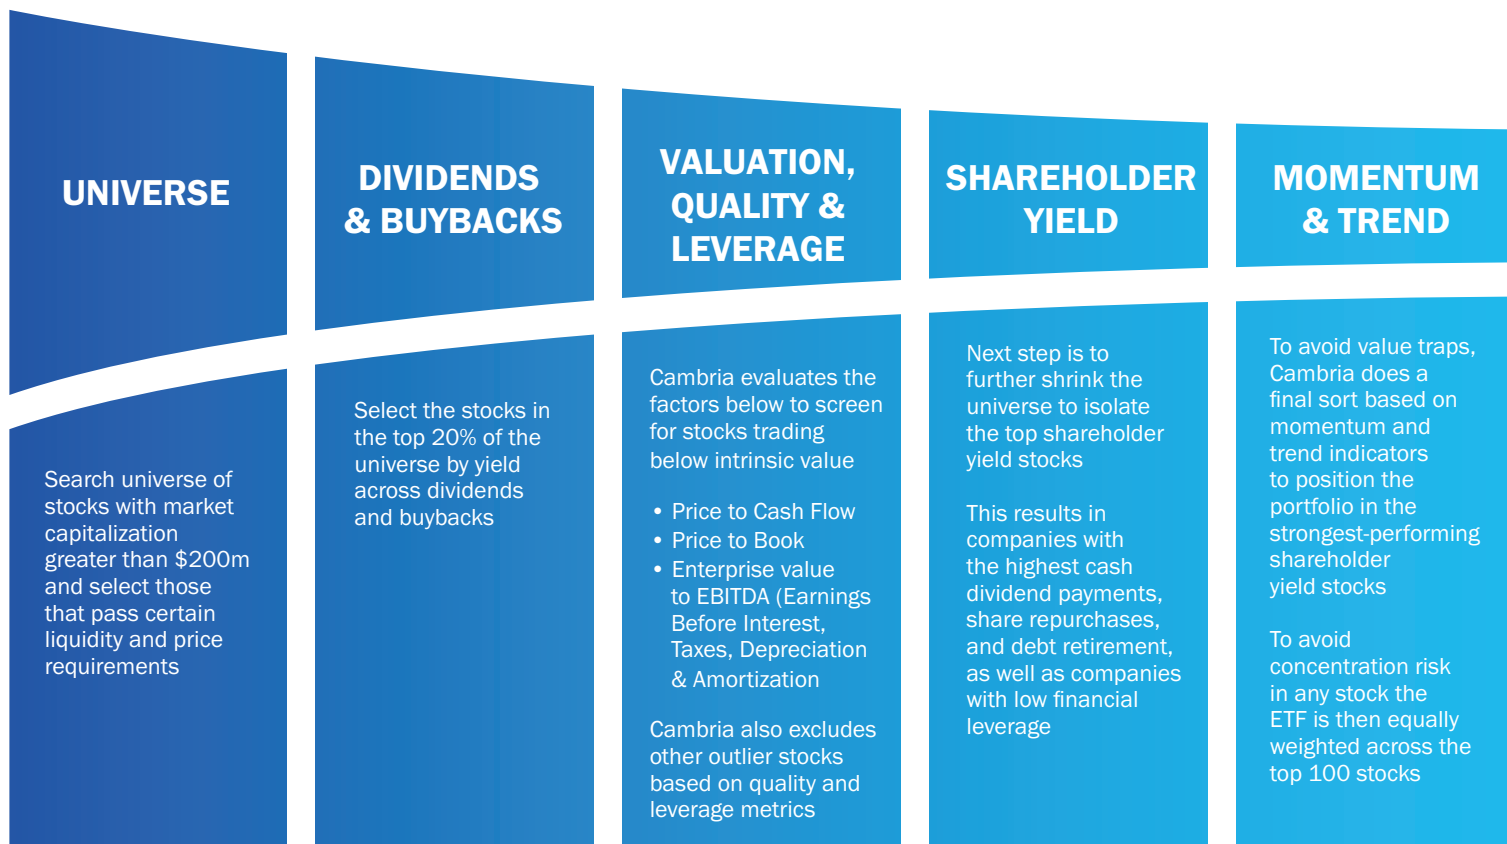 UNIVERSE
Search universe of
stocks with market
capitalization
greater than $200m
and select those
that pass certain
liquidity and price
requirements
DIVIDENDS
& BUYBACKS
Select the stocks in
the top 20% of the
universe by yield
across dividends
and buybacks
VALUATION,
QUALITY &
LEVERAGE
Cambria evaluates the
factors below to screen
for stocks trading
below intrinsic value
• Price to Cash Flow
• Price to Book
• Enterprise value
to EBITDA (Earnings
Before Interest,
Taxes, Depreciation
& Amortization
Cambria also excludes
other outlier stocks
based on quality and
leverage metrics
SHAREHOLDER
YIELD
Next step is to
further shrink the
universe to isolate
the top shareholder
yield stocks
This results in
companies with
the highest cash
dividend payments,
share repurchases,
and debt retirement,
as well as companies
with low financial
leverage
MOMENTUM
& TREND
To avoid value traps,
Cambria does a
final sort based on
momentum and
trend indicators
to position the
portfolio in the
strongest-performing
shareholder
yield stocks
To avoid
concentration risk
in any stock the
ETF is then equally
weighted across the
top 100 stocks